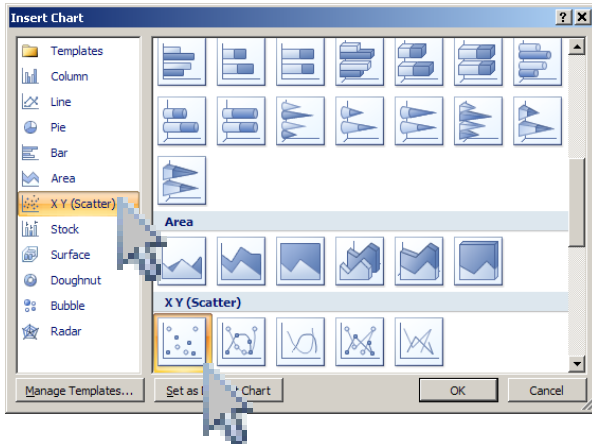 Insert Chart
Templates
Column
Line
Pie
Bar
Area
X Y (Scatter)
Stock
Surface
Doughnut
Bubble
Radar
Area
X Y (Scatter)
Manage Templates...
Set as Chart
OK
Cancel